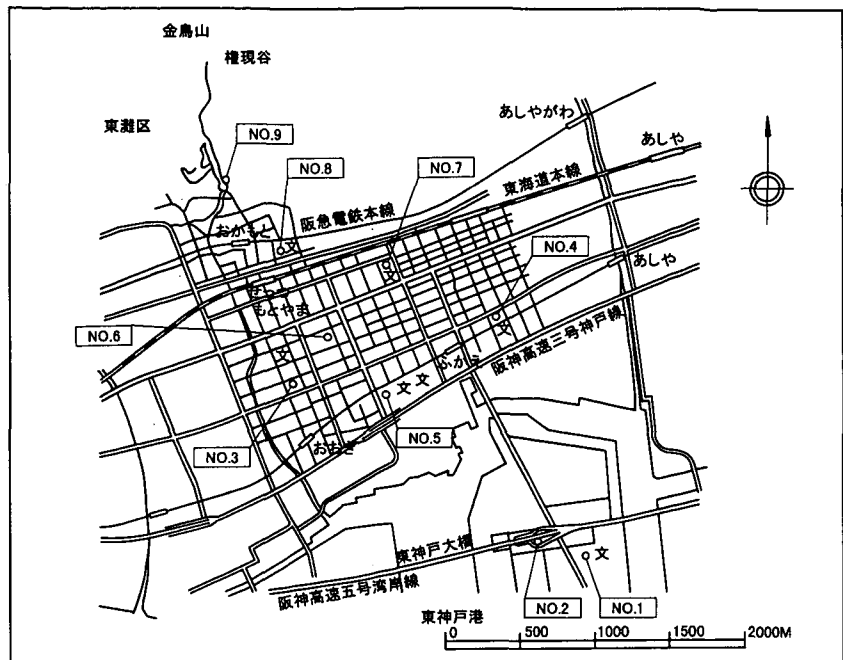 金鳥山
権現谷
東灘区
あしやがわ
あしや
NO.9
NO.8
NO.7
東海道本線
阪急電鉄本線
おかもと
文
NO.4
文
あしや
もとやま
NO.6
文
文
ふかえ
阪神高速三号神戸線
文 文
NO.3
おおぎ
NO.5
東神戸大橋
文
阪神高速五号湾岸線
NO.2
NO.1
東神戸港
0 500 1000 1500 2000M